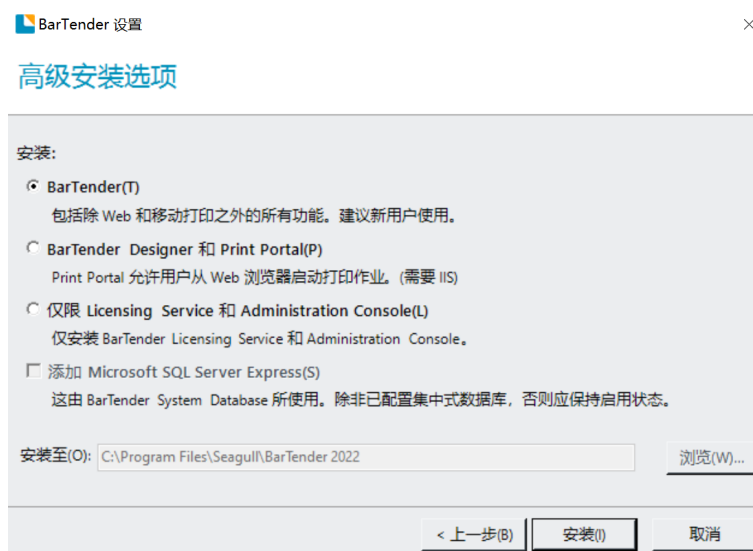 BarTender 设置
高级安装选项
安装:
BarTender(T)
包括除 Web 和移动打印之外的所有功能。建议新用户使用。
BarTender Designer 和 Print Portal(P)
Print Portal 允许用户从 Web 浏览器启动打印作业。(需要 IIS)
仅限 Licensing Service 和 Administration Console(L)
仅安装 BarTender Licensing Service 和 Administration Console。
添加 Microsoft SQL Server Express(S)
这由 BarTender System Database 所使用。除非已配置集中式数据库，否则应保持启用状态。
安装至(O): C:\Program Files\Seagull\BarTender 2022 浏览(W)...
< 上一步(B) 安装(I) 取消